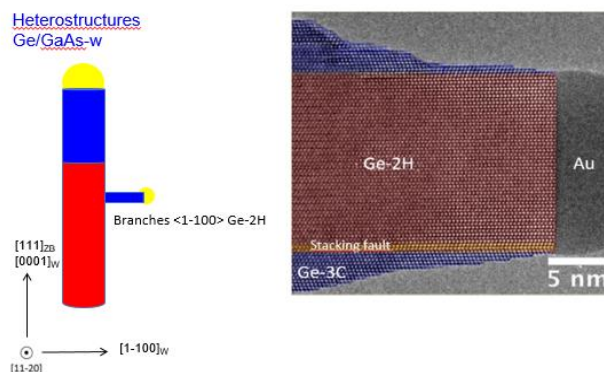 Heterostructures
Ge/GaAs-w
Branches <1-100> Ge-2H
[111]ZB
[0001]W
[1-100]W
[11-20]
Ge-2H
Au
Stacking fault
Ge-3C
5 nm